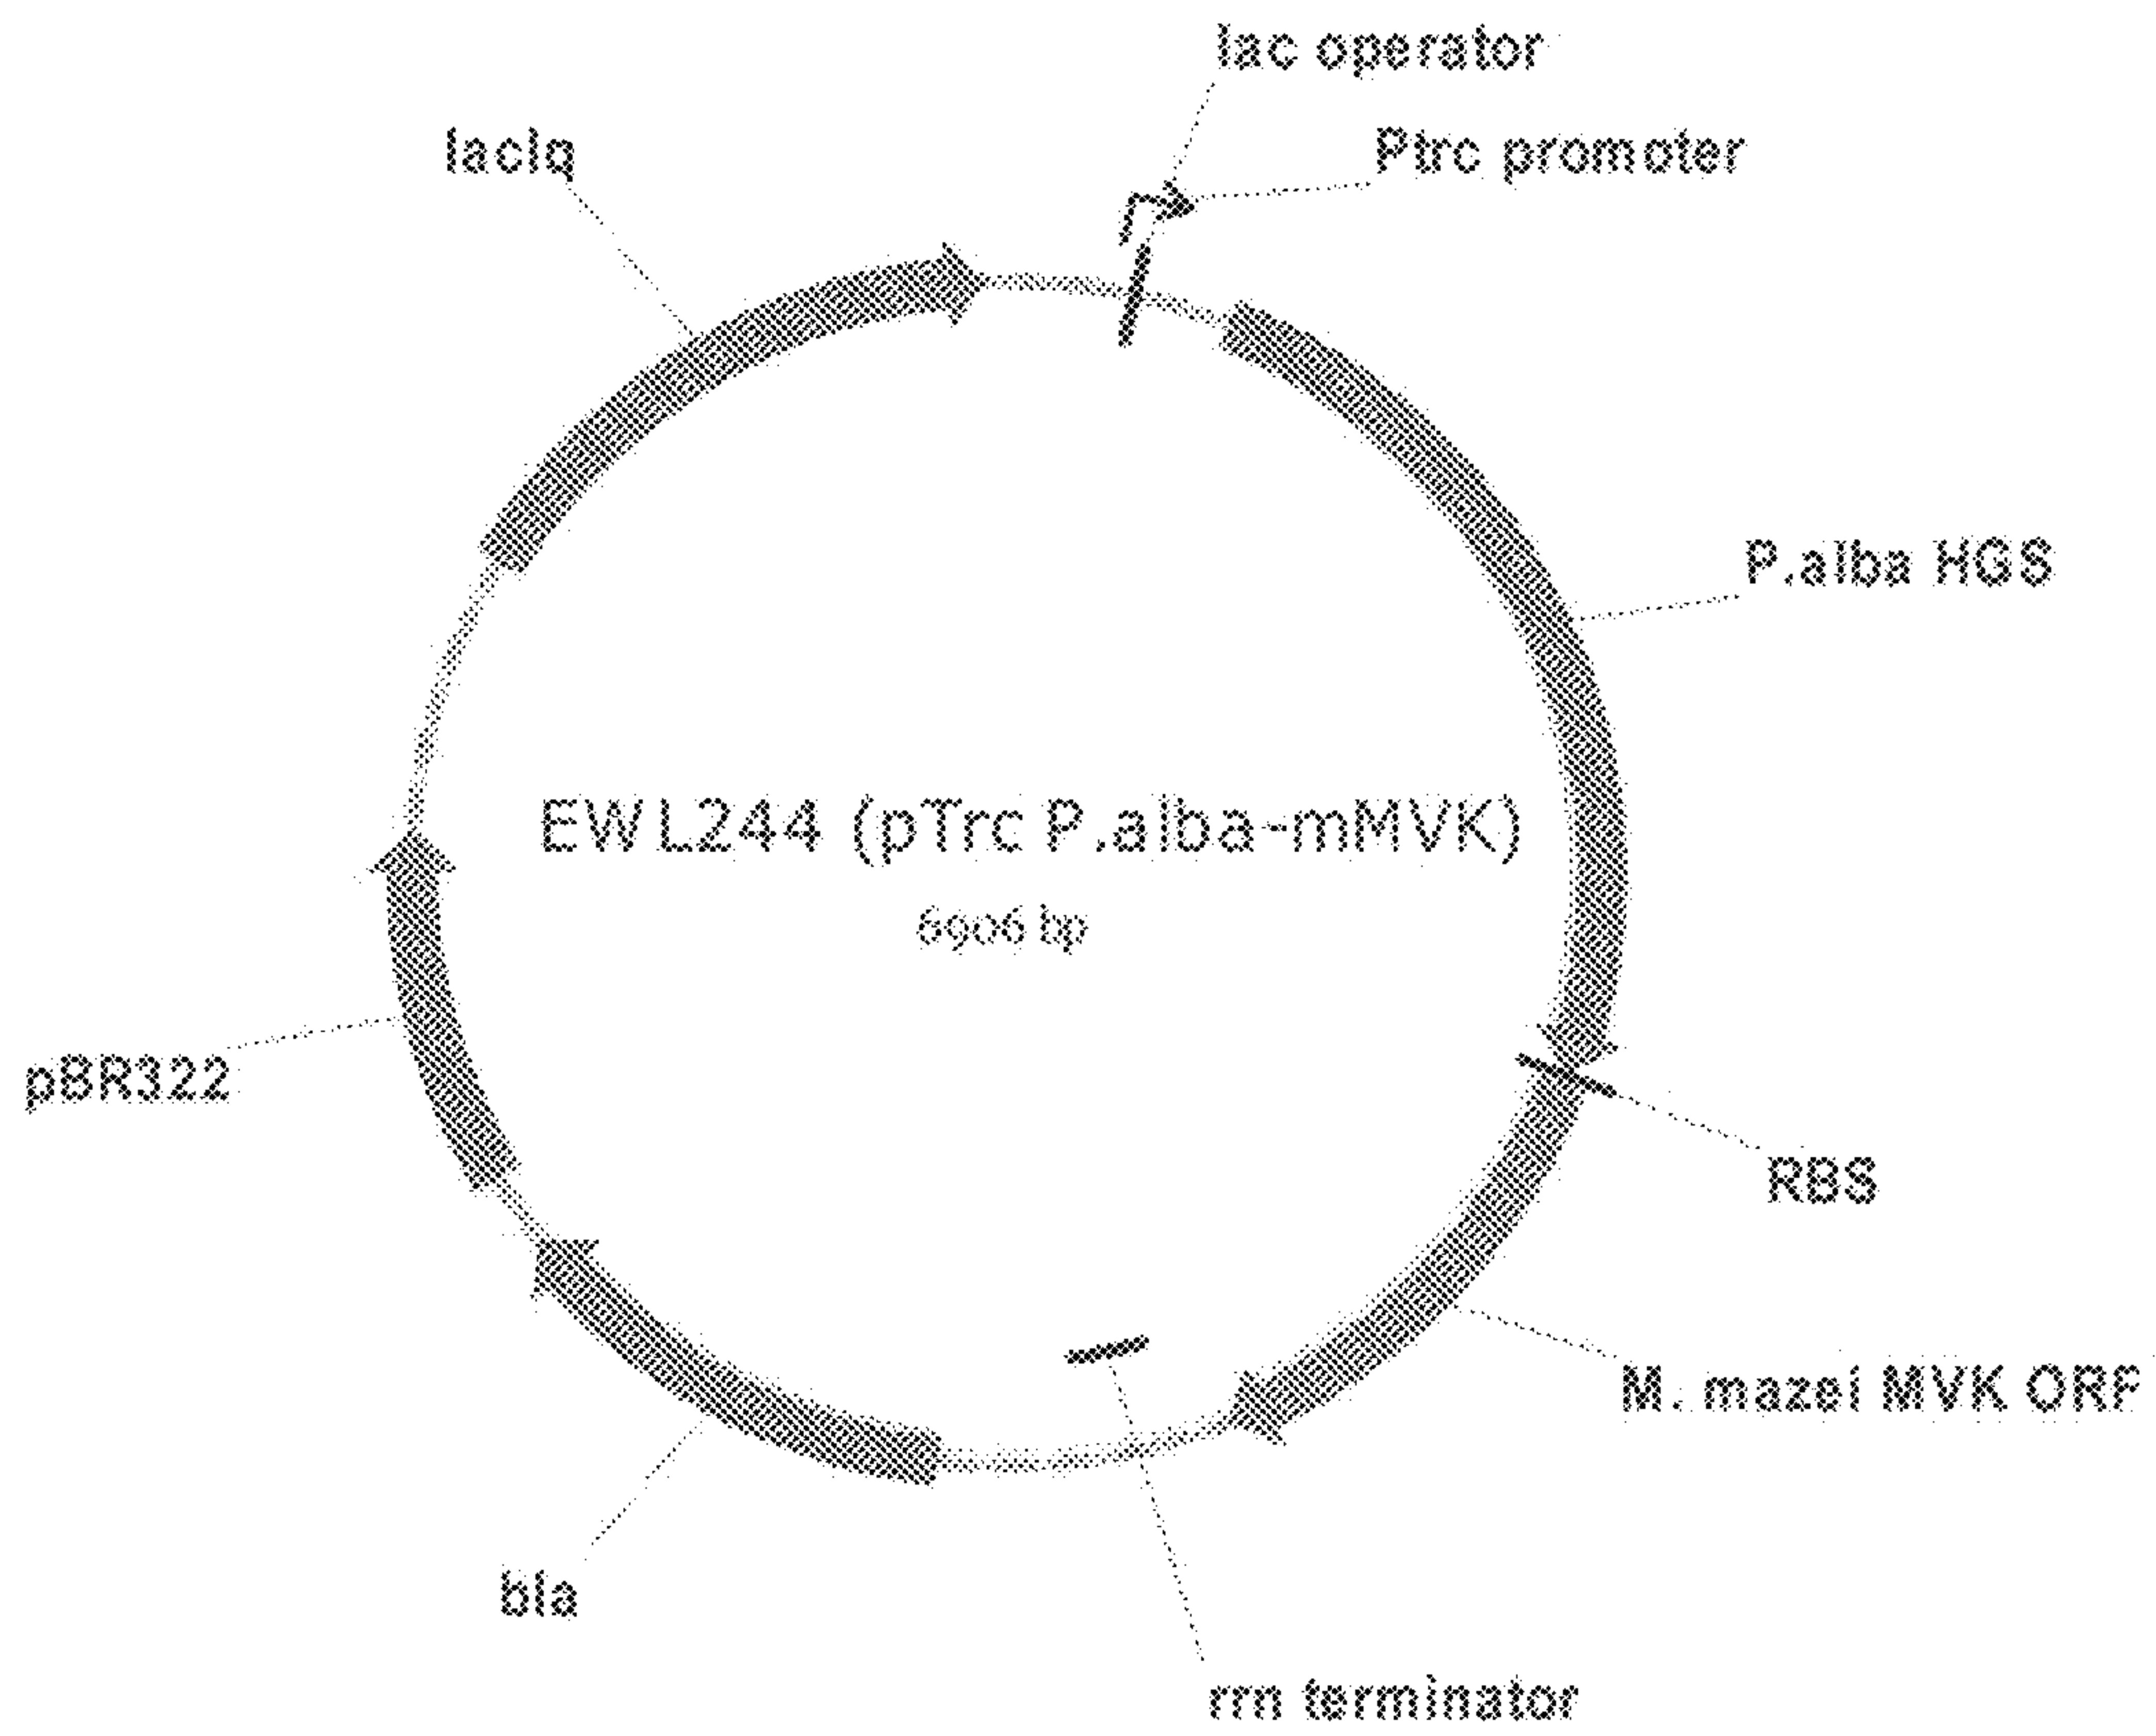 lac operator
lacIq
Ptrc promoter
P.alba HGS
EWL244 (pTrc P.alba-mMVK)
6906 bp
pBR322
RBS
M. mazei MVK ORF
bla
rrn terminator